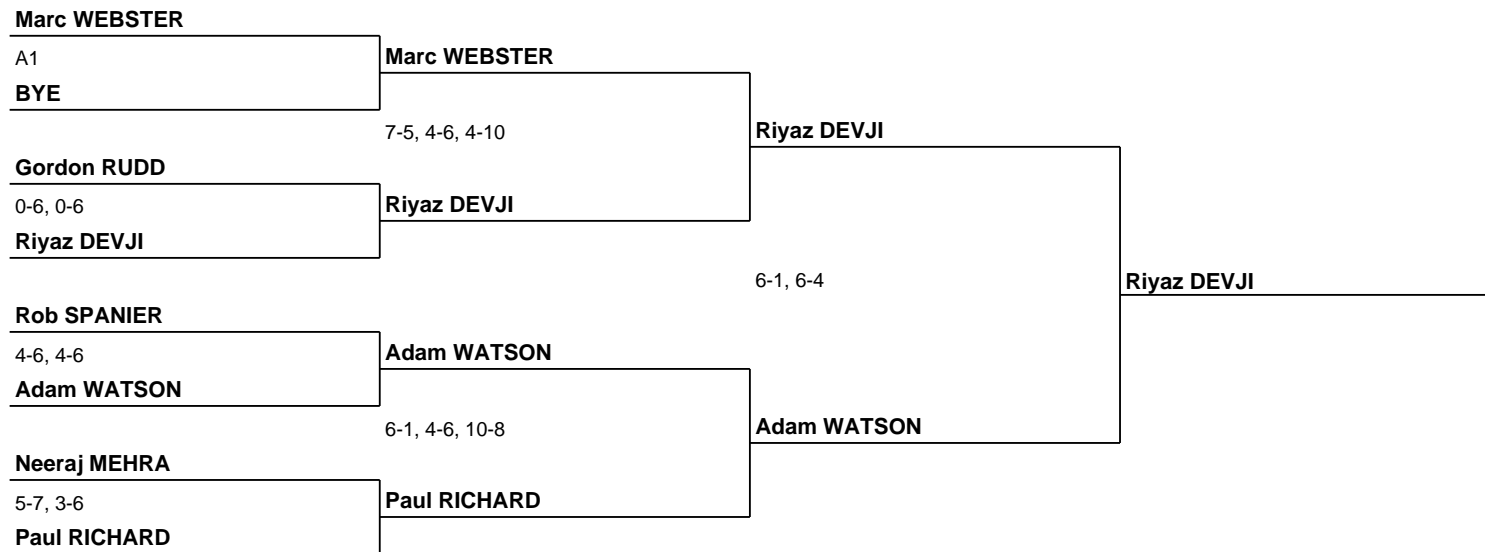 Marc WEBSTER
A1
BYE
Gordon RUDD
0-6, 0-6
Riyaz DEVJI
Rob SPANIER
4-6, 4-6
Adam WATSON
Neeraj MEHRA
5-7, 3-6
Paul RICHARD
Marc WEBSTER
7-5, 4-6, 4-10
Riyaz DEVJI
Adam WATSON
6-1, 4-6, 10-8
Paul RICHARD
Riyaz DEVJI
6-1, 6-4
Adam WATSON
Riyaz DEVJI